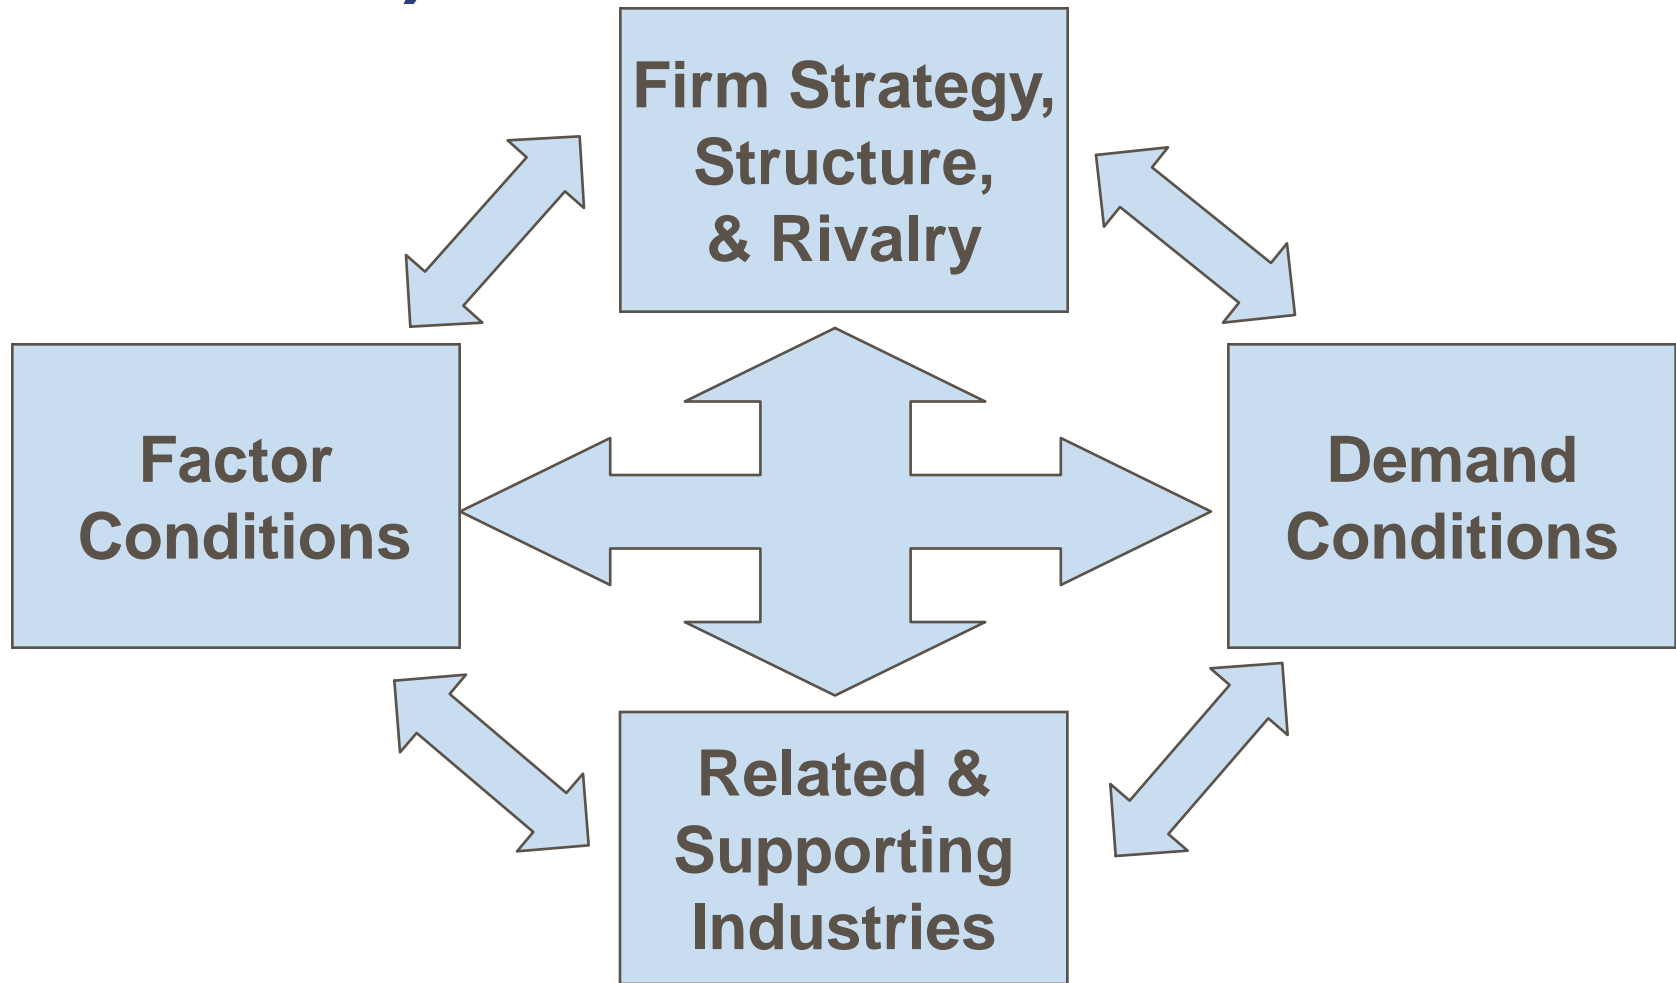 Firm Strategy,
Structure,
& Rivalry
Factor
Conditions
Demand
Conditions
Related &
Supporting
Industries